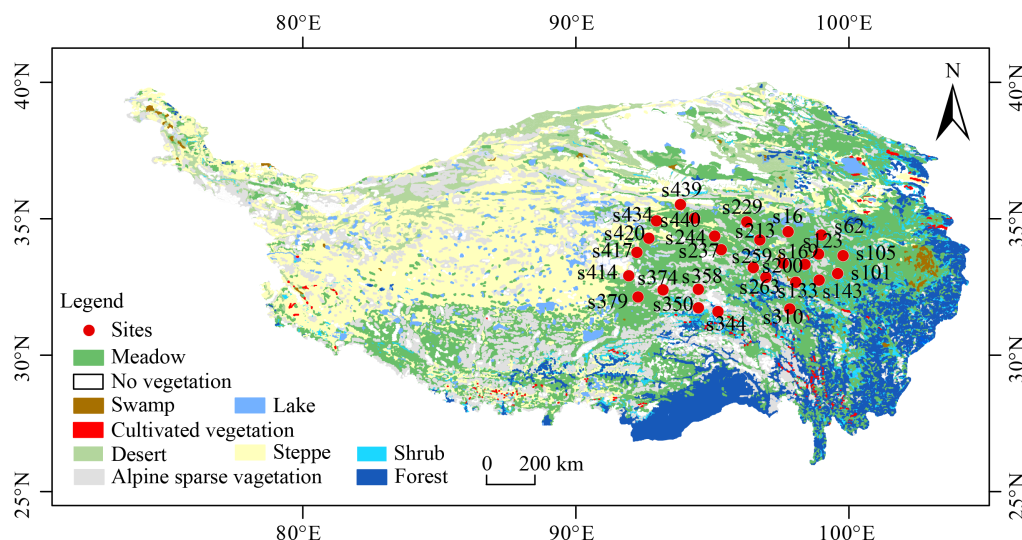 80°E 90°E 100°E
N
40°N 40°N
s439
s229
s16
s434 s440
s62
35°N 35°N
s420 s244 s213 s123
s417 s237 s169 s105
s259 s200
s414 s374 s358 s101
s263 s133 s143
s379 s350
s344 s310
Legend
Sites
Meadow
No vegetation
30°N 30°N
Swamp Lake
Cultivated vegetation
Desert Steppe Shrub
Alpine sparse vagetation Forest
0 200 km
25°N 25°N
80°E 90°E 100°E